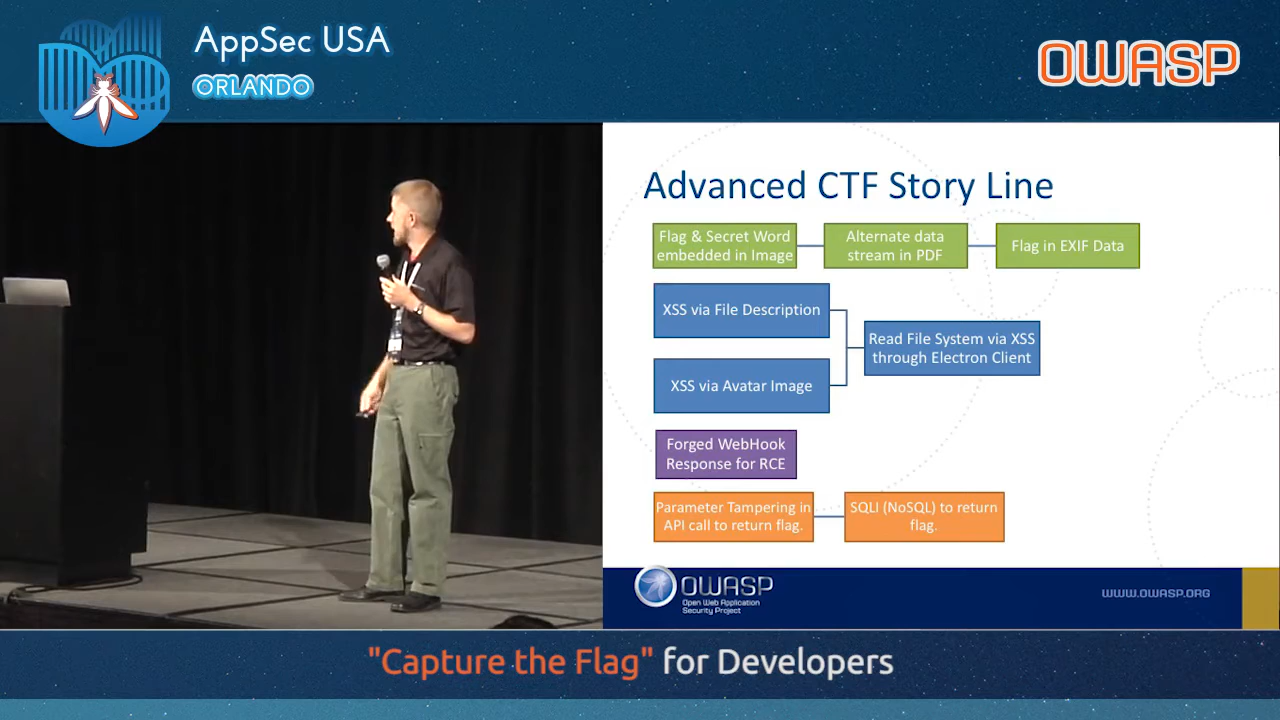 AppSec USA
ORLANDO
OWASP
Advanced CTF Story Line
Flag & Secret Word
embedded in Image
Alternate data
stream in PDF
Flag in EXIF Data
XSS via File Description
XSS via Avatar Image
Read File System via XSS
through Electron Client
Forged WebHook
Response for RCE
Parameter Tampering in
API call to return flag.
SQLI (NoSQL) to return
flag.
OWASP
Open Web Application
Security Project
WWW.OWASP.ORG
"Capture the Flag" for Developers